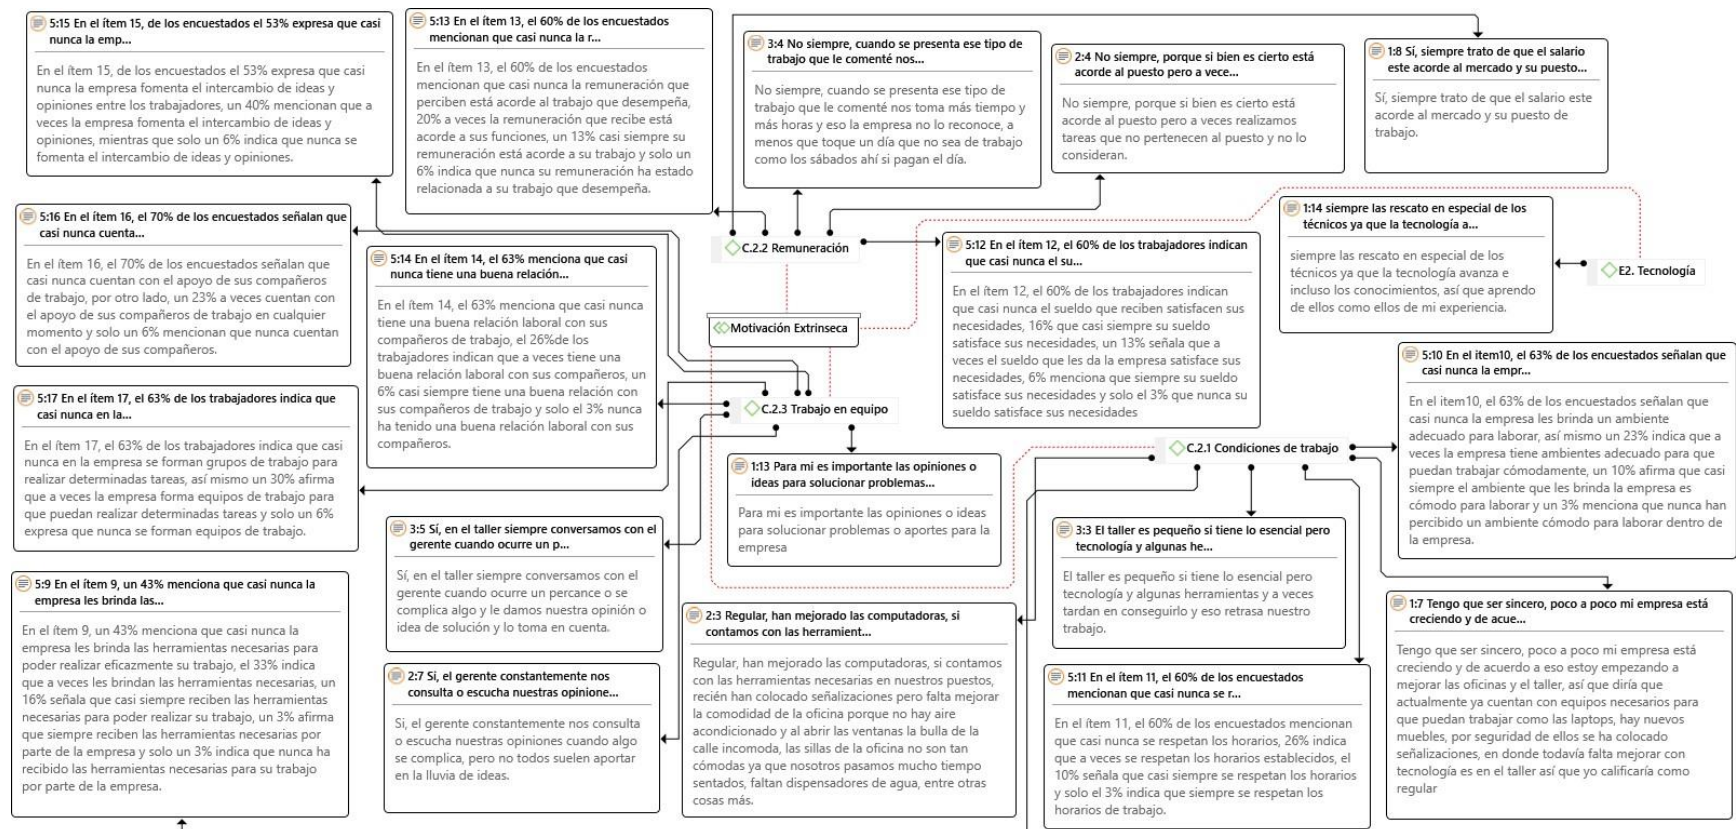 5:15 En el ítem 15, de los encuestados el 53% expresa que casi
nunca la emp...
En el ítem 15, de los encuestados el 53% expresa que casi
nunca la empresa fomenta el intercambio de ideas y
opiniones entre los trabajadores, un 40% mencionan que a
veces la empresa fomenta el intercambio de ideas y
opiniones, mientras que solo un 6% indica que nunca se
fomenta el intercambio de ideas y opiniones.
5:13 En el ítem 13, el 60% de los encuestados
mencionan que casi nunca la r...
En el ítem 13, el 60% de los encuestados
mencionan que casi nunca la remuneración que
perciben está acorde al trabajo que desempeña,
20% a veces la remuneración que recibe está
acorde a sus funciones, un 13% casi siempre su
remuneración está acorde a su trabajo y solo un
6% indica que nunca su remuneración ha estado
relacionada a su trabajo que desempeña.
3:4 No siempre, cuando se presenta ese tipo de
trabajo que le comenté nos...
No siempre, cuando se presenta ese tipo de
trabajo que le comenté nos toma más tiempo y
más horas y eso la empresa no lo reconoce, a
menos que toque un día que no sea de trabajo
como los sábados ahí si pagan el día.
2:4 No siempre, porque si bien es cierto está
acorde al puesto pero a vece...
No siempre, porque si bien es cierto está
acorde al puesto pero a veces realizamos
tareas que no pertenecen al puesto y no lo
consideran.
1:8 Sí, siempre trato de que el salario
este acorde al mercado y su puesto...
Sí, siempre trato de que el salario este
acorde al mercado y su puesto de
trabajo.
5:16 En el ítem 16, el 70% de los encuestados señalan que
casi nunca cuenta...
En el ítem 16, el 70% de los encuestados señalan que
casi nunca cuentan con el apoyo de sus compañeros
de trabajo, por otro lado, un 23% a veces cuentan con
el apoyo de sus compañeros de trabajo en cualquier
momento y solo un 6% mencionan que nunca cuentan
con el apoyo de sus compañeros.
5:14 En el ítem 14, el 63% menciona que casi
nunca tiene una buena relación...
En el ítem 14, el 63% menciona que casi nunca
tiene una buena relación laboral con sus
compañeros de trabajo, el 26%de los
trabajadores indican que a veces tiene una
buena relación laboral con sus compañeros, un
6% casi siempre tiene una buena relación con
sus compañeros de trabajo y solo el 3% nunca
ha tenido una buena relación laboral con sus
compañeros.
C.2.2 Remuneración
Motivación Extrinseca
C.2.3 Trabajo en equipo
5:12 En el ítem 12, el 60% de los trabajadores indican
que casi nunca el su...
En el ítem 12, el 60% de los trabajadores indican
que casi nunca el sueldo que reciben satisfacen sus
necesidades, 16% que casi siempre su sueldo
satisface sus necesidades, un 13% señala que a
veces el sueldo que les da la empresa satisface sus
necesidades, 6% menciona que siempre su sueldo
satisface sus necesidades y solo el 3% que nunca su
sueldo satisface sus necesidades
1:14 siempre las rescato en especial de los
técnicos ya que la tecnología a...
siempre las rescato en especial de los
técnicos ya que la tecnología avanza e
incluso los conocimientos, así que aprendo
de ellos como ellos de mi experiencia.
E2. Tecnología
5:17 En el ítem 17, el 63% de los trabajadores indica que
casi nunca en la...
En el ítem 17, el 63% de los trabajadores indica que casi
nunca en la empresa se forman grupos de trabajo para
realizar determinadas tareas, así mismo un 30% afirma
que a veces la empresa forma equipos de trabajo para
que puedan realizar determinadas tareas y solo un 6%
expresa que nunca se forman equipos de trabajo.
C.2.1 Condiciones de trabajo
5:10 En el item10, el 63% de los encuestados señalan que
casi nunca la empr...
En el item10, el 63% de los encuestados señalan que
casi nunca la empresa les brinda un ambiente
adecuado para laborar, así mismo un 23% indica que a
veces la empresa tiene ambientes adecuado para que
puedan trabajar cómodamente, un 10% afirma que casi
siempre el ambiente que les brinda la empresa es
cómodo para laborar y un 3% menciona que nunca han
percibido un ambiente cómodo para laborar dentro de
la empresa.
1:13 Para mi es importante las opiniones o
ideas para solucionar problemas...
Para mi es importante las opiniones o ideas
para solucionar problemas o aportes para la
empresa
3:5 Sí, en el taller siempre conversamos con el
gerente cuando ocurre un p...
Sí, en el taller siempre conversamos con el
gerente cuando ocurre un percance o se
complica algo y le damos nuestra opinión o
idea de solución y lo toma en cuenta.
3:3 El taller es pequeño si tiene lo esencial pero
tecnología y algunas he...
El taller es pequeño si tiene lo esencial pero
tecnología y algunas herramientas y a veces
tardan en conseguirlo y eso retrasa nuestro
trabajo.
5:9 En el ítem 9, un 43% menciona que casi nunca la
empresa les brinda las...
En el ítem 9, un 43% menciona que casi nunca la
empresa les brinda las herramientas necesarias para
poder realizar eficazmente su trabajo, el 33% indica
que a veces les brindan las herramientas necesarias, un
16% señala que casi siempre reciben las herramientas
necesarias para poder realizar su trabajo, un 3% afirma
que siempre reciben las herramientas necesarias por
parte de la empresa y solo un 3% indica que nunca ha
recibido las herramientas necesarias para su trabajo
por parte de la empresa.
2:7 Si, el gerente constantemente nos
consulta o escucha nuestras opinione...
Si, el gerente constantemente nos consulta
o escucha nuestras opiniones cuando algo
se complica, pero no todos suelen aportar
en la lluvia de ideas.
2:3 Regular, han mejorado las computadoras, si
contamos con las herramient...
Regular, han mejorado las computadoras, si contamos
con las herramientas necesarias en nuestros puestos,
recién han colocado señalizaciones pero falta mejorar
la comodidad de la oficina porque no hay aire
acondicionado y al abrir las ventanas la bulla de la
calle incomoda, las sillas de la oficina no son tan
cómodas ya que nosotros pasamos mucho tiempo
sentados, faltan dispensadores de agua, entre otras
cosas más.
5:11 En el ítem 11, el 60% de los encuestados
mencionan que casi nunca se r...
En el ítem 11, el 60% de los encuestados mencionan
que casi nunca se respetan los horarios, 26% indica
que a veces se respetan los horarios establecidos, el
10% señala que casi siempre se respetan los horarios
y solo el 3% indica que siempre se respetan los
horarios de trabajo.
1:7 Tengo que ser sincero, poco a poco mi empresa está
creciendo y de acue...
Tengo que ser sincero, poco a poco mi empresa está
creciendo y de acuerdo a eso estoy empezando a
mejorar las oficinas y el taller, así que diría que
actualmente ya cuentan con equipos necesarios para
que puedan trabajar como las laptops, hay nuevos
muebles, por seguridad de ellos se ha colocado
señalizaciones, en donde todavía falta mejorar con
tecnología es en el taller así que yo calificaría como
regular